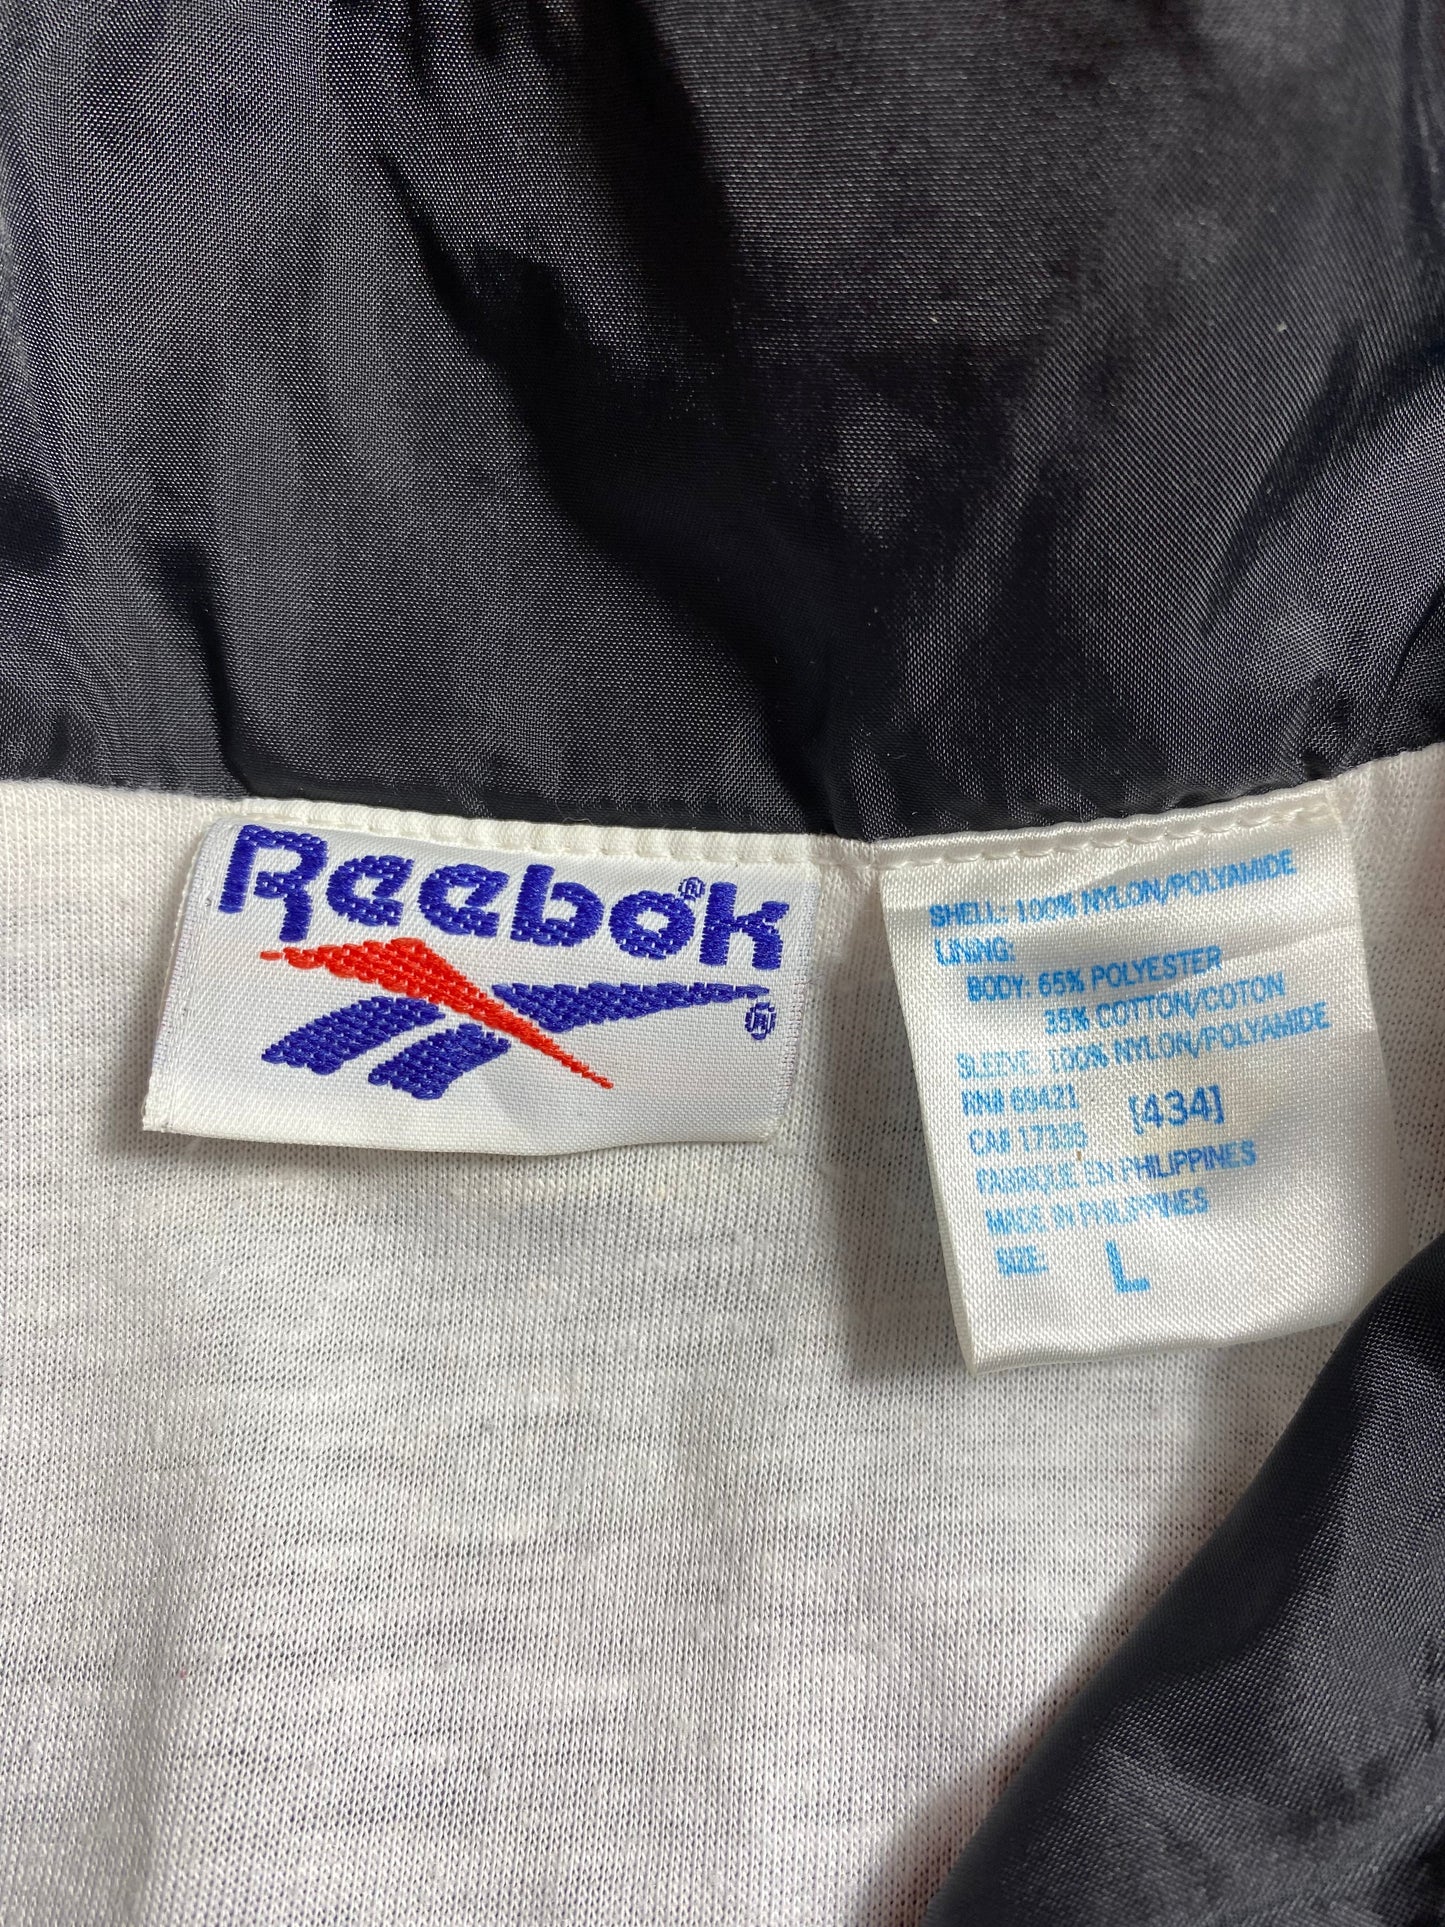 Reebok®
®
SHELL: 100% NYLON/POLYAMIDE
LINING:
BODY: 65% POLYESTER
35% COTTON/COTON
SLEEVE: 100% NYLON/POLYAMIDE
RN# 69421
CA# 17335 [434]
FABRIQUE EN PHILIPPINES
MADE IN PHILIPPINES
SIZE: L